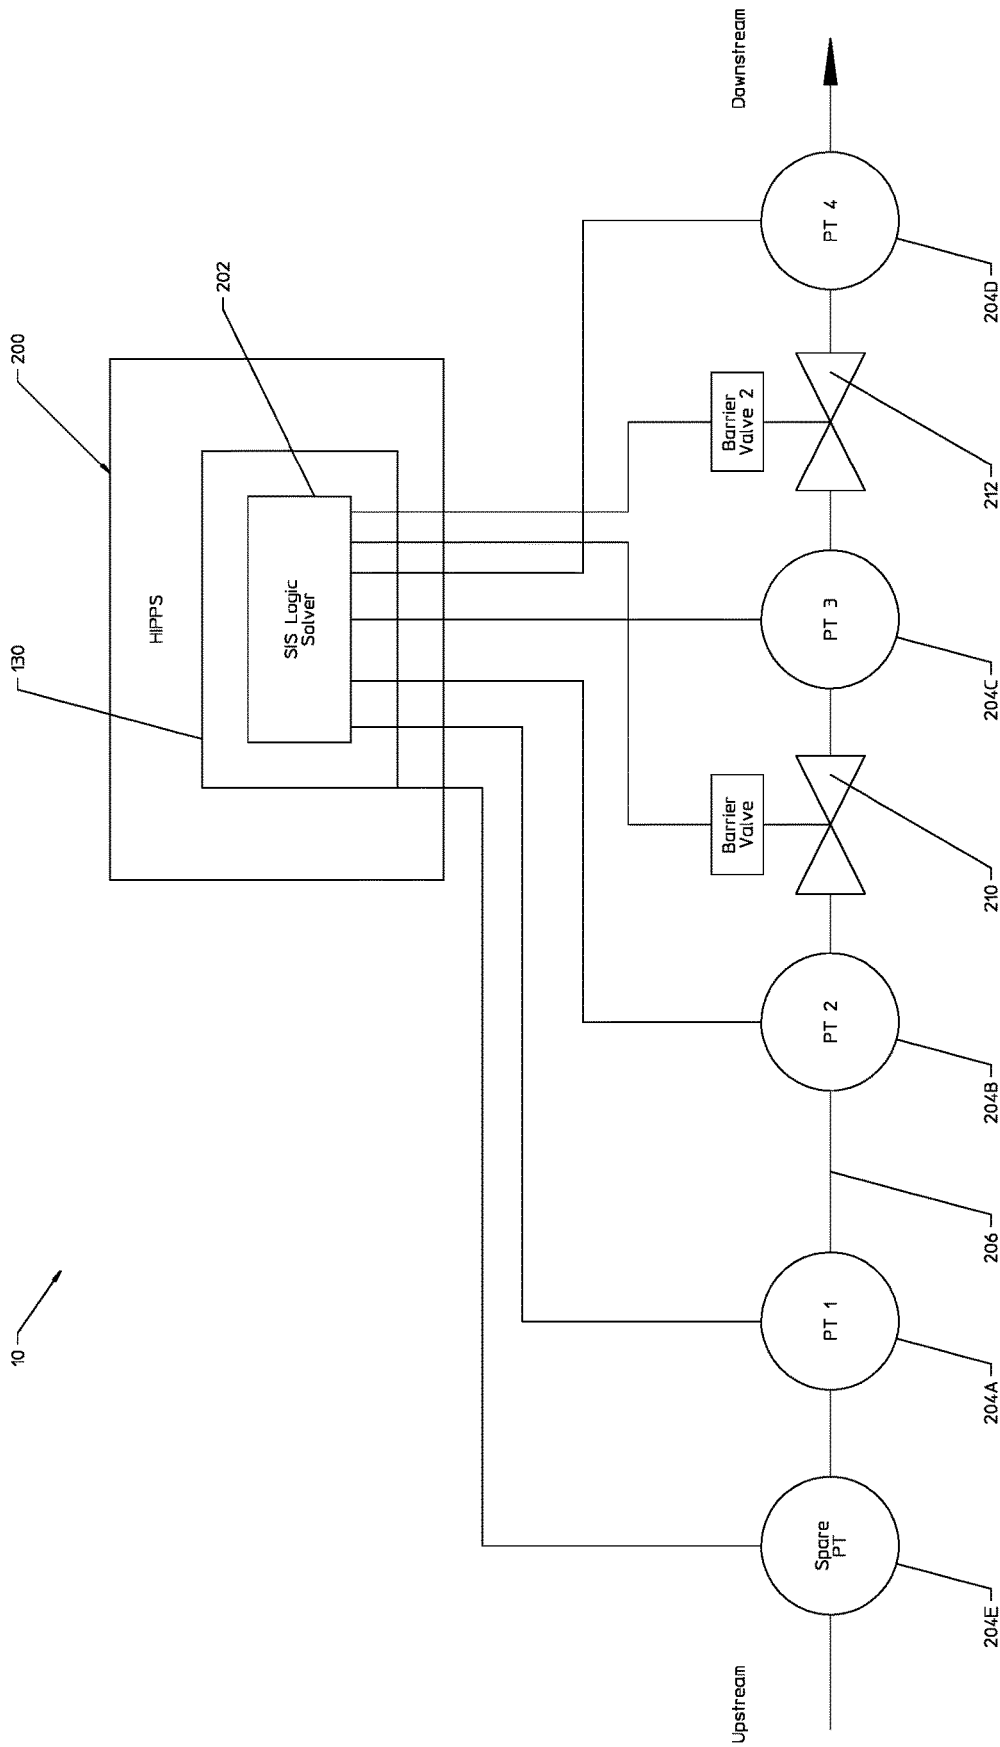 10
200
HIPPS
130
202
SIS Logic
Solver
Upstream
Downstream
Barrier
Valve
Barrier
Valve 2
Spare
PT
PT 1
PT 2
PT 3
PT 4
204E
204A
206
204B
210
204C
212
204D